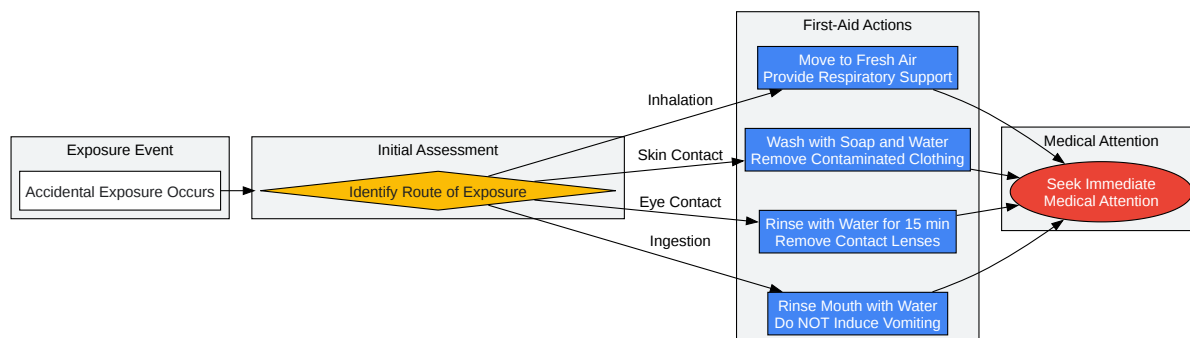 Exposure Event
Accidental Exposure Occurs
Initial Assessment
Identify Route of Exposure
Inhalation
Skin Contact
Eye Contact
Ingestion
First-Aid Actions
Move to Fresh Air
Provide Respiratory Support
Wash with Soap and Water
Remove Contaminated Clothing
Rinse with Water for 15 min
Remove Contact Lenses
Rinse Mouth with Water
Do NOT Induce Vomiting
Medical Attention
Seek Immediate
Medical Attention